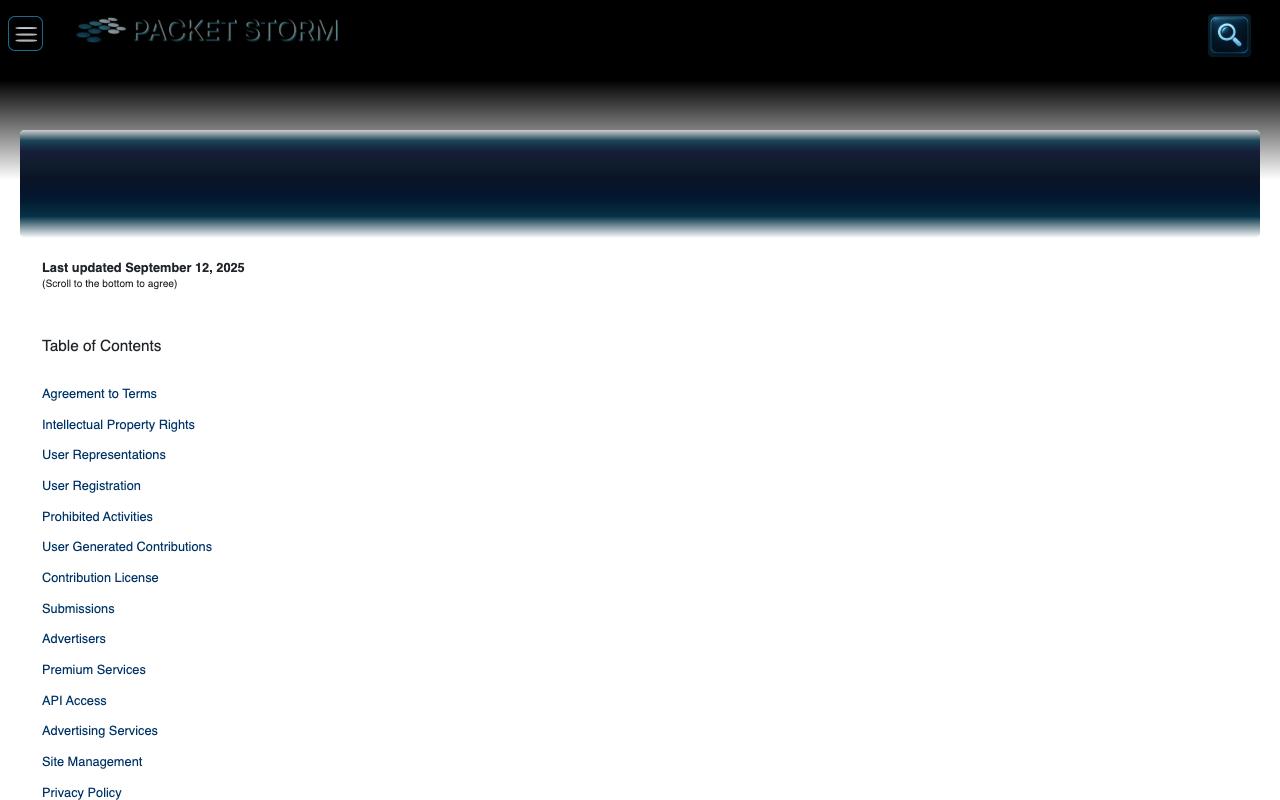 PACKET STORM
Last updated September 12, 2025
(Scroll to the bottom to agree)
Table of Contents
Agreement to Terms
Intellectual Property Rights
User Representations
User Registration
Prohibited Activities
User Generated Contributions
Contribution License
Submissions
Advertisers
Premium Services
API Access
Advertising Services
Site Management
Privacy Policy